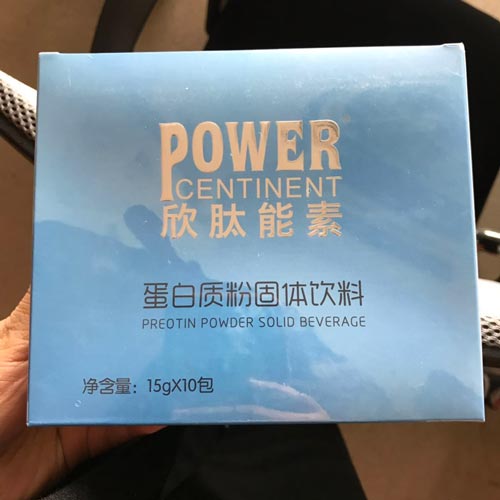 POWER
CENTINENT
欣肽能素
蛋白质粉固体饮料
PREOTIN POWDER SOLID BEVERAGE
净含量：15gX10包